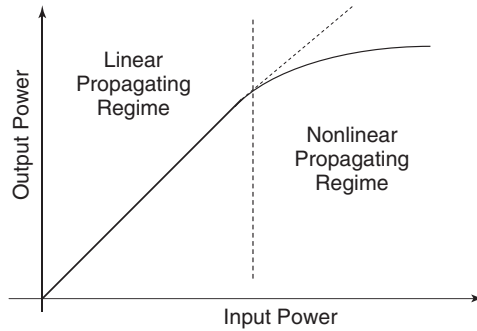 Linear
Propagating
Regime
Nonlinear
Propagating
Regime
Output Power
Input Power